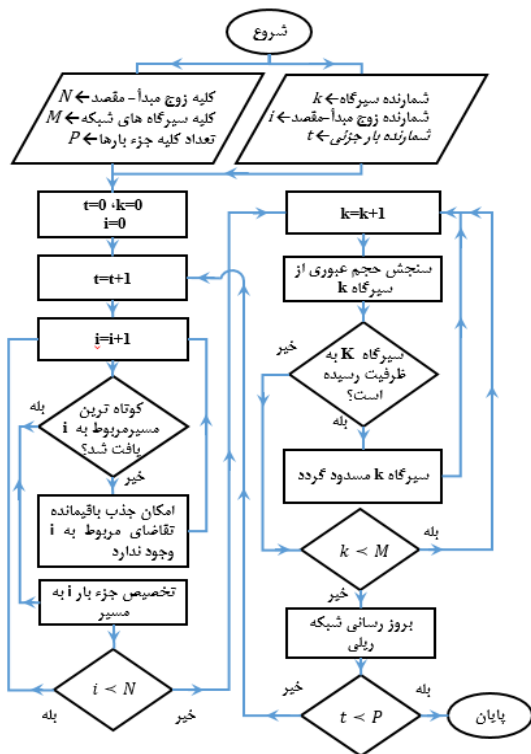 شروع
شمارنده سیرگاه ← k
شمارنده زوج مبدأ-مقصد ← i
شمارنده بار جزئی ← t
کلیه زوج مبدأ-مقصد ← N
کلیه سیرگاه های شبکه ← M
تعداد کلیه جزء بارها ← P
t=0 ،k=0
i=0
t=t+1
i=i+1
کوتاه ترین
مسیرمربوط به i
یافت شد؟
بله
خیر
امکان جذب باقیمانده
تقاضای مربوط به i
وجود ندارد
تخصیص جزء بار i به
مسیر
i < N
بله
خیر
k=k+1
سنجش حجم عبوری از
سیرگاه k
سیرگاه K به
ظرفیت رسیده
است؟
خیر
بله
سیرگاه k مسدود گردد
k < M
بله
خیر
بروز رسانی شبکه
ریلی
t < P
خیر
بله
پایان